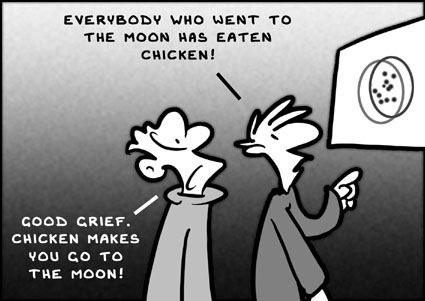 EVERYBODY WHO WENT TO
THE MOON HAS EATEN
CHICKEN!
GOOD GRIEF.
CHICKEN MAKES
YOU GO TO
THE MOON!